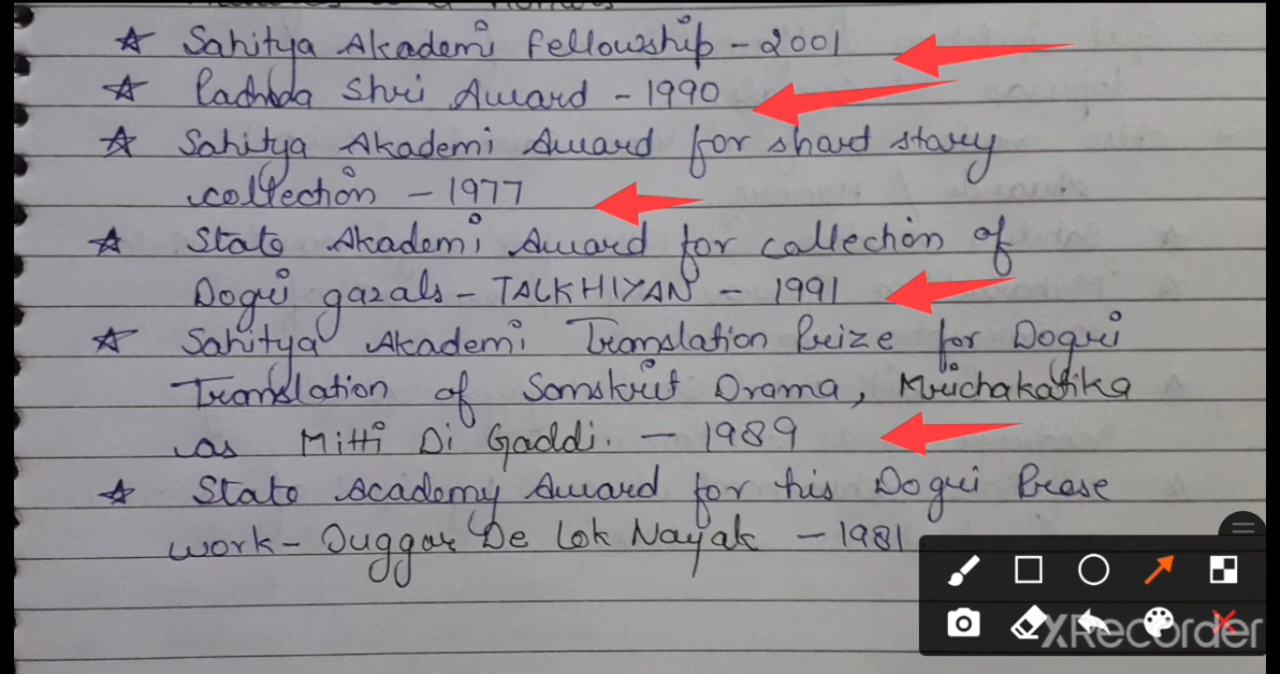 ☆ Sahitya Akademi Fellowship - 2001
☆ Padma Shri Award - 1990
☆ Sahitya Akademi Award for short story
collection - 1977
☆ State Akademi Award for collection of
Dogri gazals - TALKHIYAN - 1991
☆ Sahitya Akademi Translation Prize for Dogri
Translation of Somskrit Drama, Mrichakatika
as Mitti Di Gaddi. - 1989
☆ State Academy Award for his Dogri Prose
work - Duggar De Lok Nayak - 1981
XRecorder